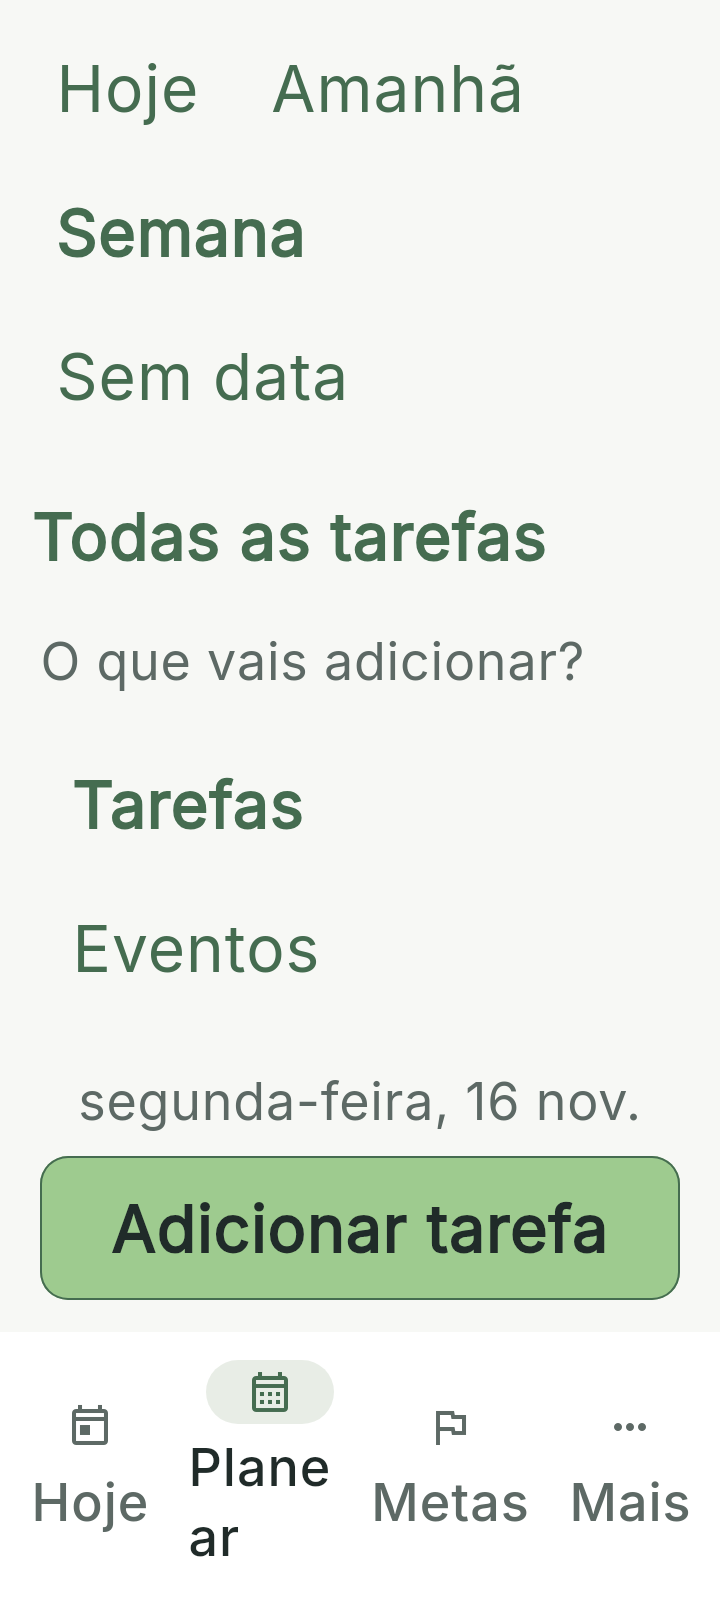 Hoje Amanhã
Semana
Sem data
Todas as tarefas
O que vais adicionar?
Tarefas
Eventos
segunda-feira, 16 nov.
Adicionar tarefa
Hoje
Plane
ar
Metas
Mais